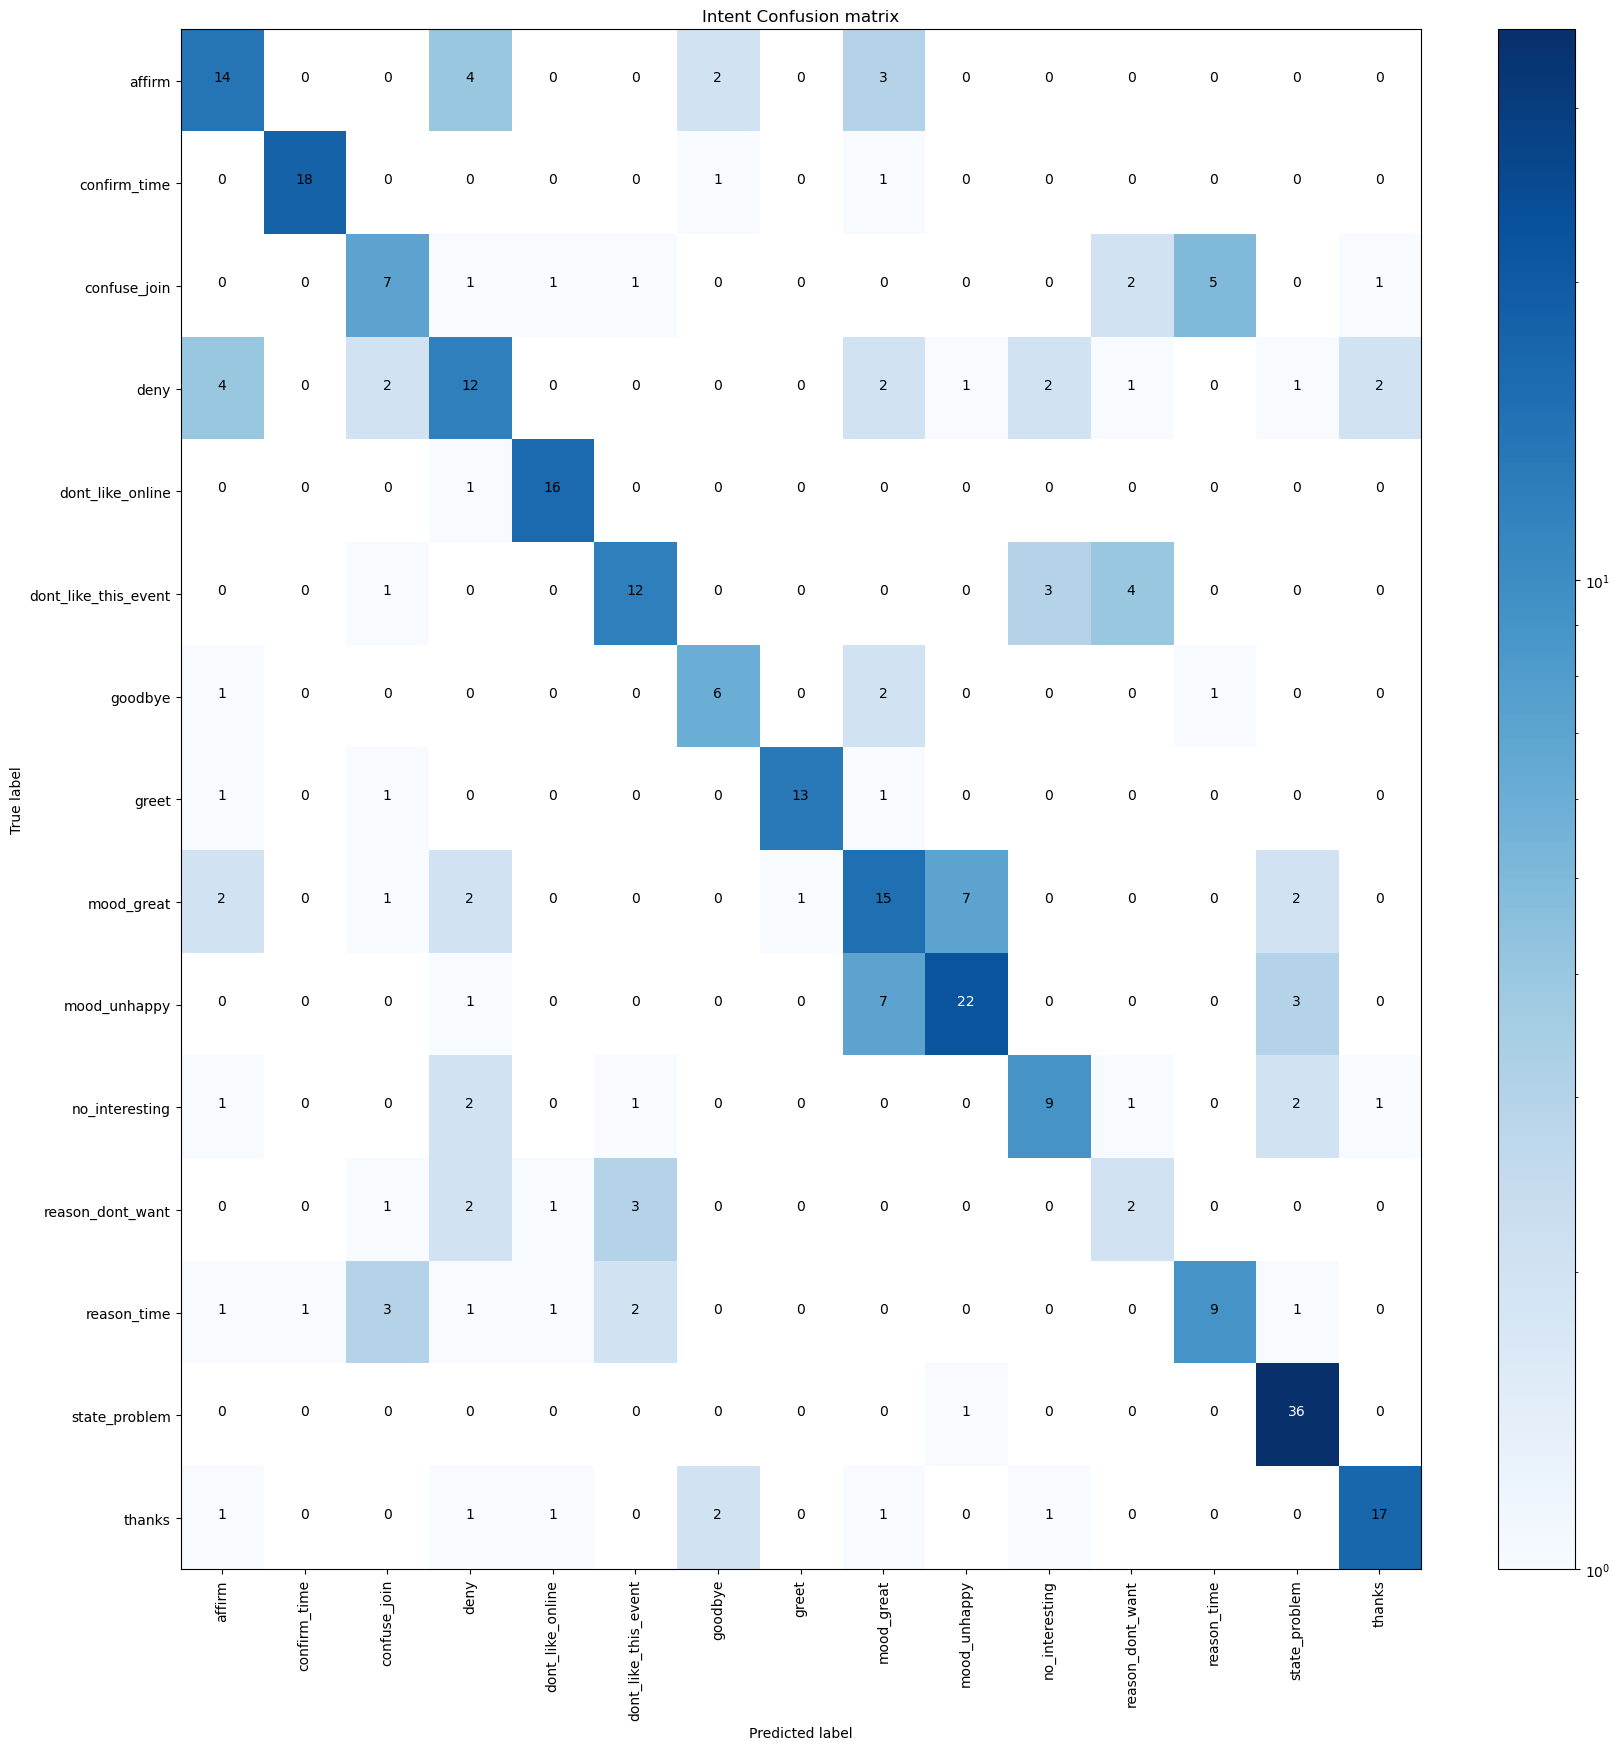 Intent Confusion matrix
affirm 14 0 0 4 0 0 2 0 3 0 0 0 0 0 0
confirm_time 0 18 0 0 0 0 1 0 1 0 0 0 0 0 0
confuse_join 0 0 7 1 1 1 0 0 0 0 0 2 5 0 1
deny 4 0 2 12 0 0 0 0 2 1 2 1 0 1 2
dont_like_online 0 0 0 1 16 0 0 0 0 0 0 0 0 0 0
dont_like_this_event 0 0 1 0 0 12 0 0 0 0 3 4 0 0 0
goodbye 1 0 0 0 0 0 6 0 2 0 0 0 1 0 0
greet 1 0 1 0 0 0 0 13 1 0 0 0 0 0 0
mood_great 2 0 1 2 0 0 0 1 15 7 0 0 0 2 0
mood_unhappy 0 0 0 1 0 0 0 0 7 22 0 0 0 3 0
no_interesting 1 0 0 2 0 1 0 0 0 0 9 1 0 2 1
reason_dont_want 0 0 1 2 1 3 0 0 0 0 0 2 0 0 0
reason_time 1 1 3 1 1 2 0 0 0 0 0 0 9 1 0
state_problem 0 0 0 0 0 0 0 0 0 1 0 0 0 36 0
thanks 1 0 0 1 1 0 2 0 1 0 1 0 0 0 17
True label
affirm confirm_time confuse_join deny dont_like_online dont_like_this_event goodbye greet mood_great mood_unhappy no_interesting reason_dont_want reason_time state_problem thanks
Predicted label
10¹
10⁰